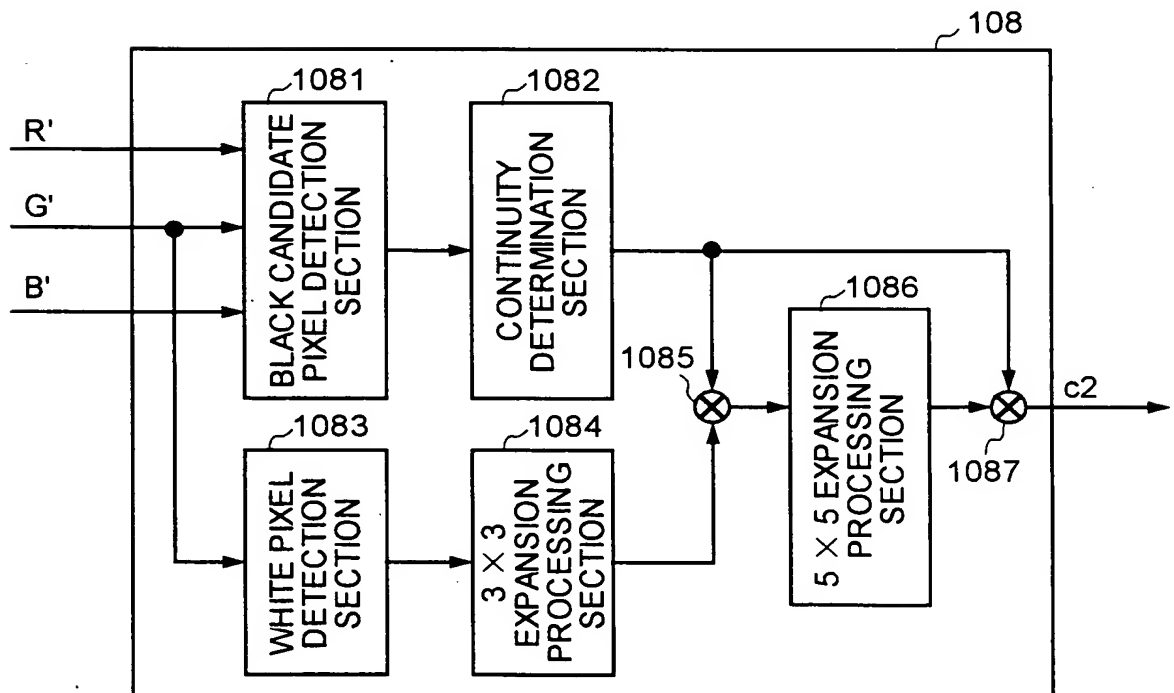 108
1081
1082
R'
G'
B'
BLACK CANDIDATE
PIXEL DETECTION
SECTION
CONTINUITY
DETERMINATION
SECTION
1083
1084
WHITE PIXEL
DETECTION
SECTION
3 × 3
EXPANSION
PROCESSING
SECTION
1085
1086
5 × 5 EXPANSION
PROCESSING
SECTION
c2
1087